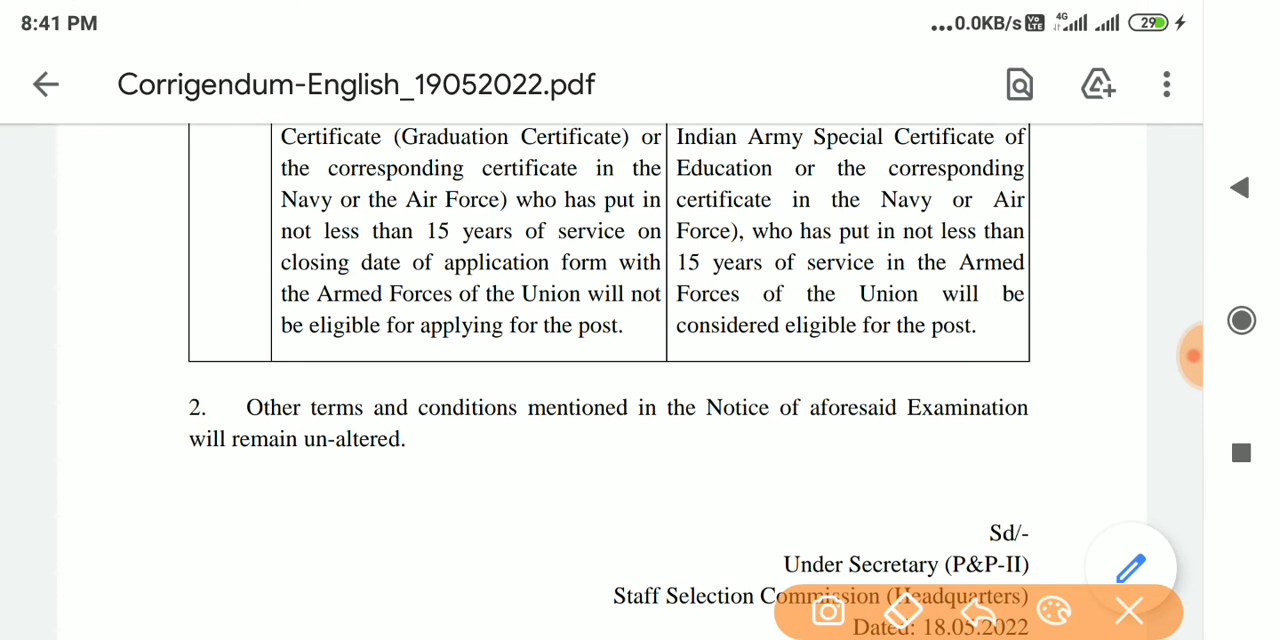 8:41 PM
...0.0KB/s Vo LTE 4G 29
Corrigendum-English_19052022.pdf
Certificate (Graduation Certificate) or
the corresponding certificate in the
Navy or the Air Force) who has put in
not less than 15 years of service on
closing date of application form with
the Armed Forces of the Union will not
be eligible for applying for the post.
Indian Army Special Certificate of
Education or the corresponding
certificate in the Navy or Air
Force), who has put in not less than
15 years of service in the Armed
Forces of the Union will be
considered eligible for the post.
2. Other terms and conditions mentioned in the Notice of aforesaid Examination
will remain un-altered.
Sd/-
Under Secretary (P&P-II)
Staff Selection Commission (Headquarters)
Dated: 18.05.2022